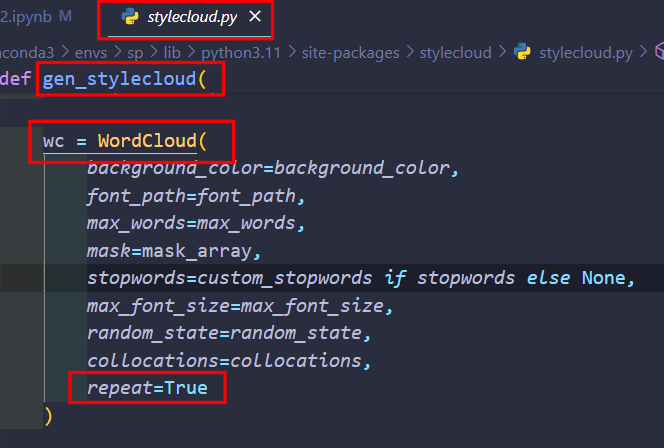 2.ipynb M stylecloud.py ×
aconda3 > envs > sp > lib > python3.11 > site-packages > stylecloud > stylecloud.py >
def gen_stylecloud(
wc = WordCloud(
background_color=background_color,
font_path=font_path,
max_words=max_words,
mask=mask_array,
stopwords=custom_stopwords if stopwords else None,
max_font_size=max_font_size,
random_state=random_state,
collocations=collocations,
repeat=True
)